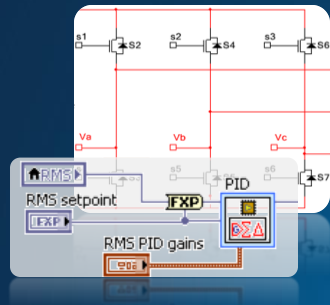 s1 S2 s2 S4 s3 S6
Va Vb Vc
s5 s6 S7
RMS
RMS setpoint FXP PID
FXP
RMS PID gains